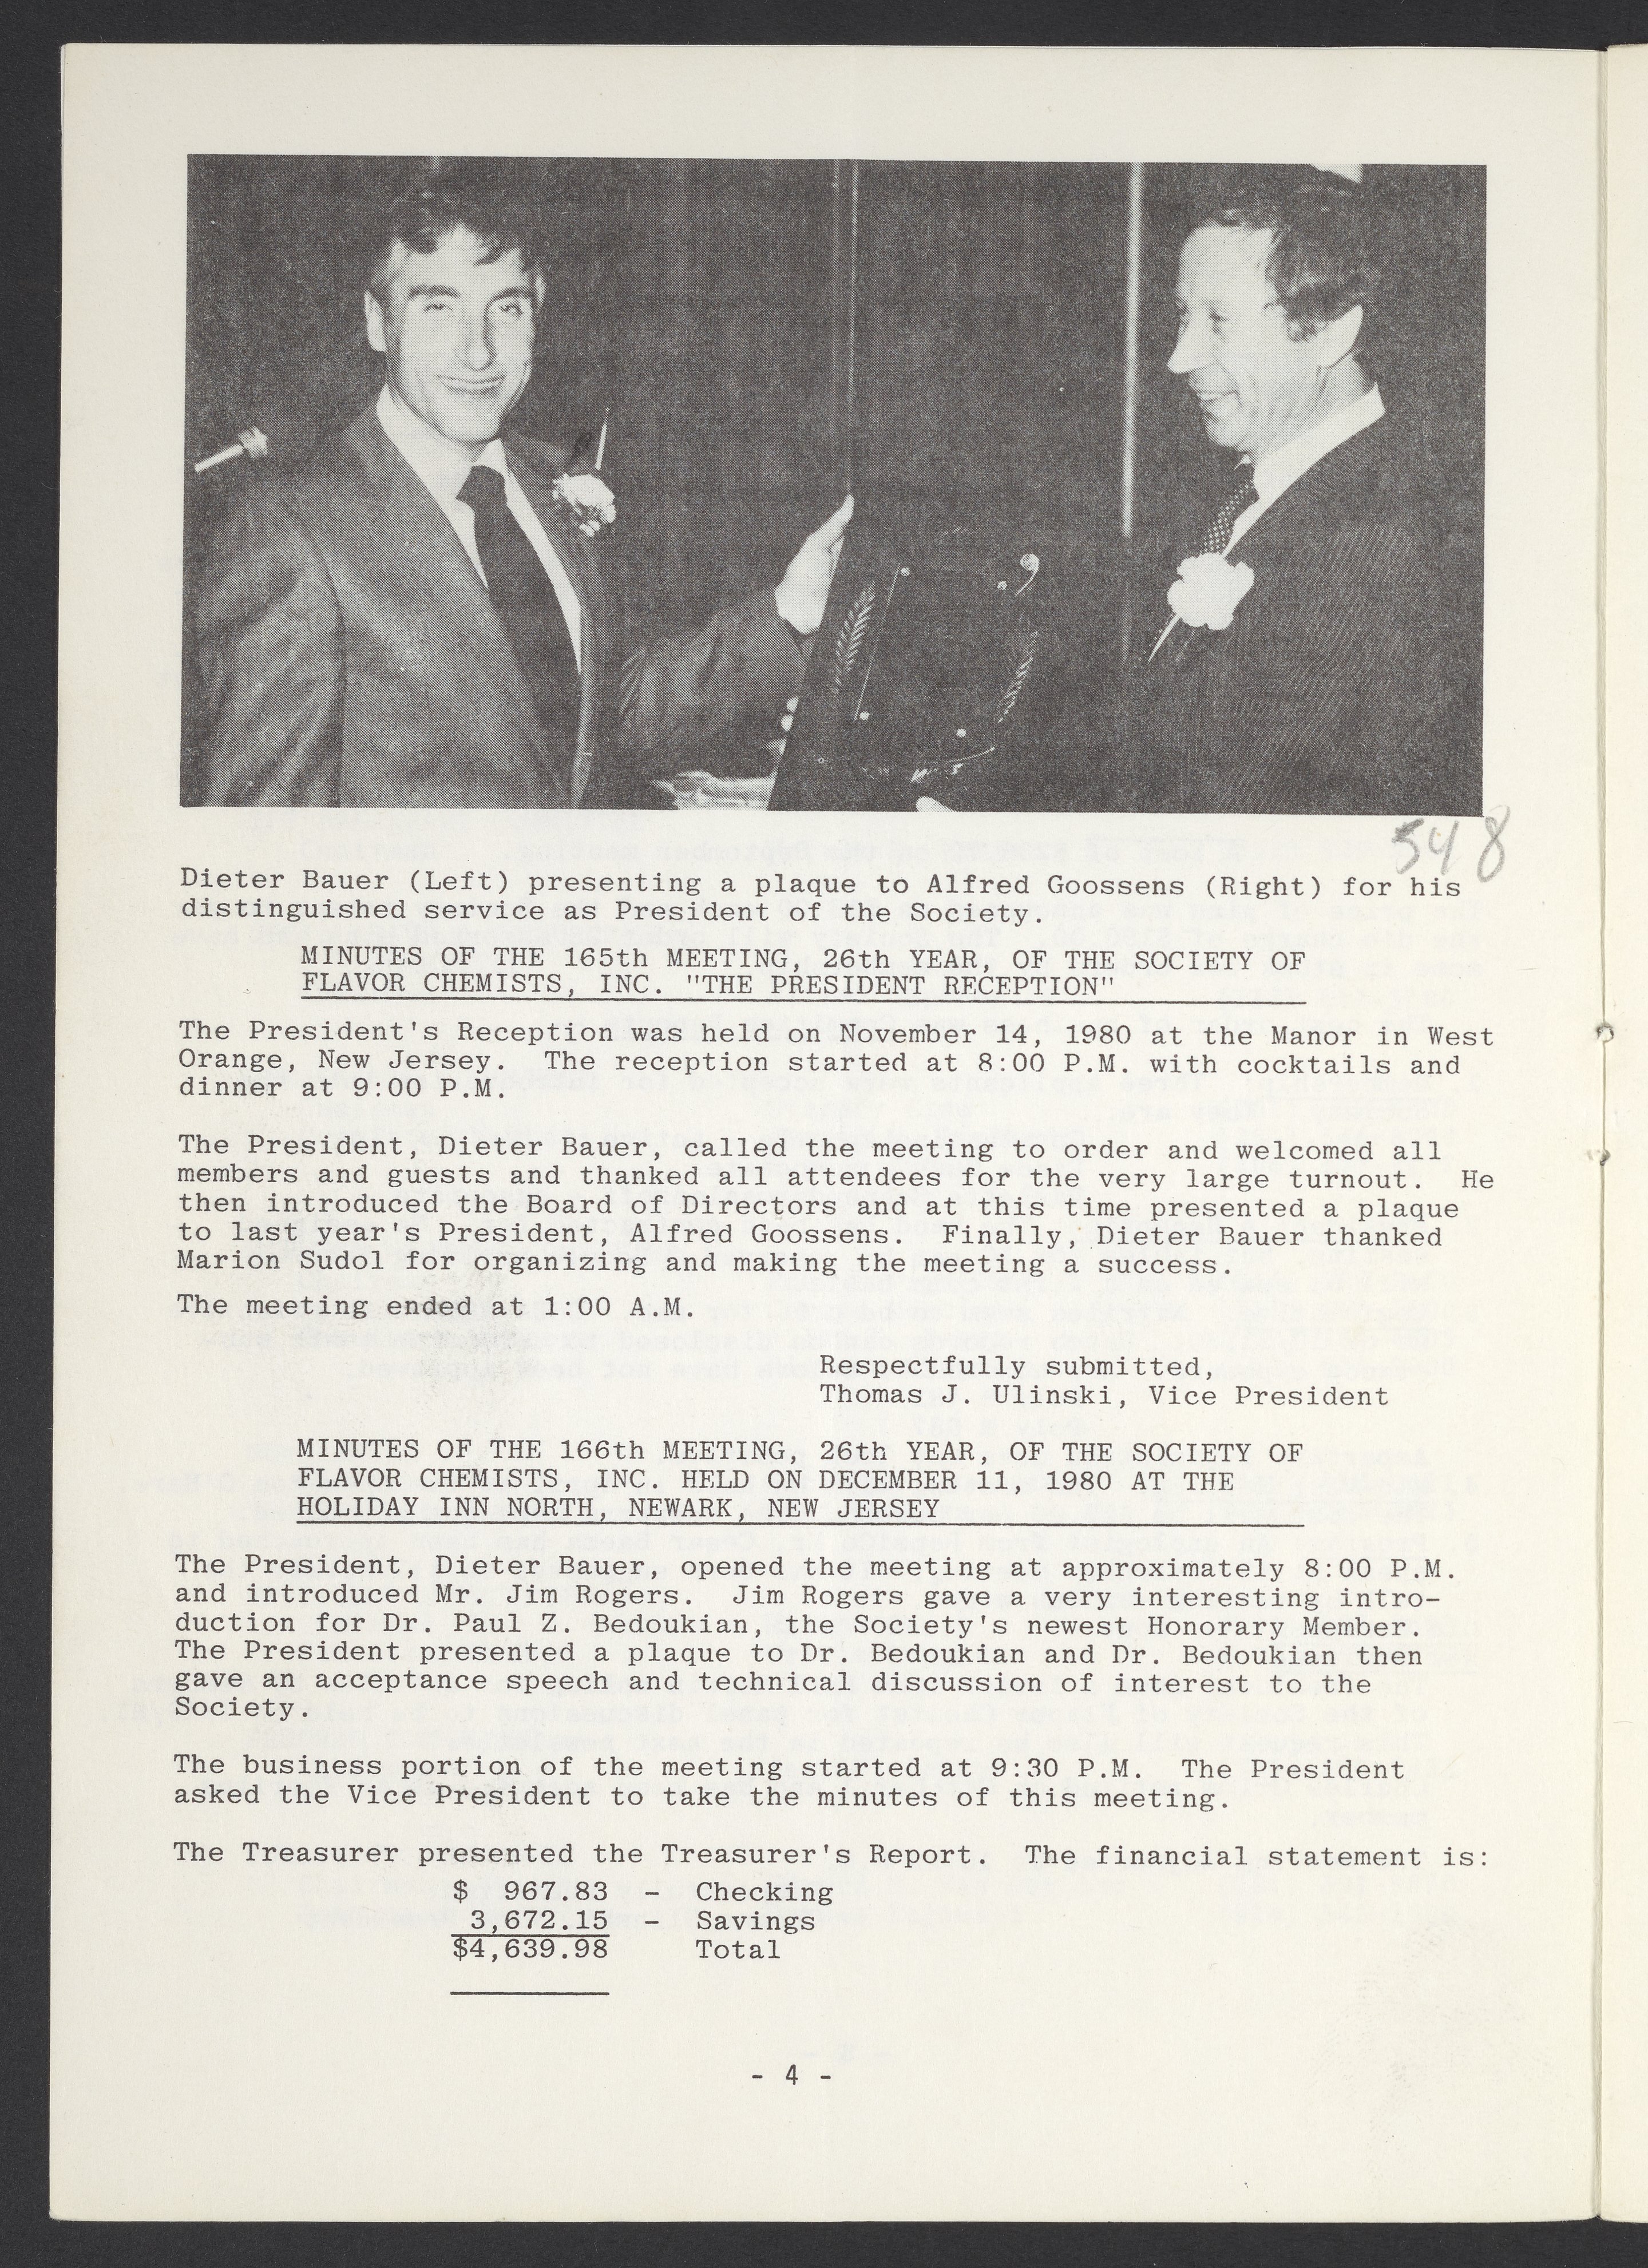 548
Dieter Bauer (Left) presenting a plaque to Alfred Goossens (Right) for his
distinguished service as President of the Society.
MINUTES OF THE 165th MEETING, 26th YEAR, OF THE SOCIETY OF
FLAVOR CHEMISTS, INC. "THE PRESIDENT RECEPTION"
The President's Reception was held on November 14, 1980 at the Manor in West
Orange, New Jersey.  The reception started at 8:00 P.M. with cocktails and
dinner at 9:00 P.M.
The President, Dieter Bauer, called the meeting to order and welcomed all
members and guests and thanked all attendees for the very large turnout.  He
then introduced the Board of Directors and at this time presented a plaque
to last year's President, Alfred Goossens.  Finally, Dieter Bauer thanked
Marion Sudol for organizing and making the meeting a success.
The meeting ended at 1:00 A.M.
Respectfully submitted,
Thomas J. Ulinski, Vice President
MINUTES OF THE 166th MEETING, 26th YEAR, OF THE SOCIETY OF
FLAVOR CHEMISTS, INC. HELD ON DECEMBER 11, 1980 AT THE
HOLIDAY INN NORTH, NEWARK, NEW JERSEY
The President, Dieter Bauer, opened the meeting at approximately 8:00 P.M.
and introduced Mr. Jim Rogers.  Jim Rogers gave a very interesting intro-
duction for Dr. Paul Z. Bedoukian, the Society's newest Honorary Member.
The President presented a plaque to Dr. Bedoukian and Dr. Bedoukian then
gave an acceptance speech and technical discussion of interest to the
Society.
The business portion of the meeting started at 9:30 P.M.  The President
asked the Vice President to take the minutes of this meeting.
The Treasurer presented the Treasurer's Report.  The financial statement is:
$  967.83  -  Checking
3,672.15  -  Savings
$4,639.98     Total
- 4 -